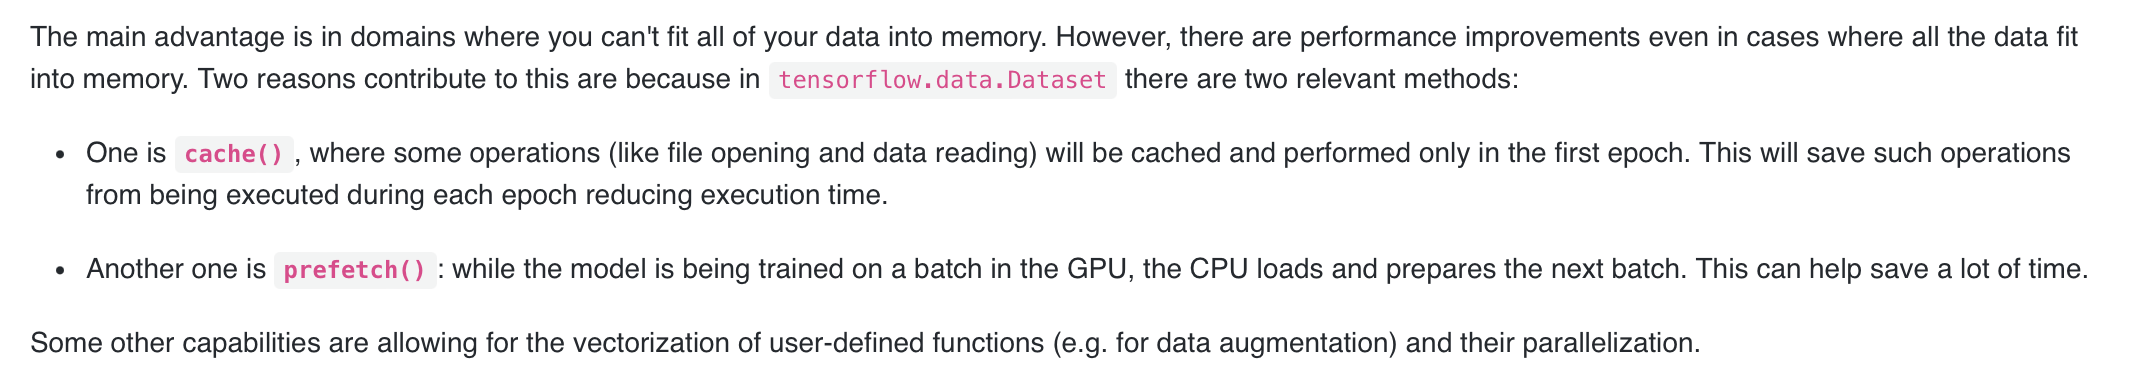 The main advantage is in domains where you can't fit all of your data into memory. However, there are performance improvements even in cases where all the data fit
into memory. Two reasons contribute to this are because in tensorflow.data.Dataset there are two relevant methods:
• One is cache() , where some operations (like file opening and data reading) will be cached and performed only in the first epoch. This will save such operations
from being executed during each epoch reducing execution time.
• Another one is prefetch() : while the model is being trained on a batch in the GPU, the CPU loads and prepares the next batch. This can help save a lot of time.
Some other capabilities are allowing for the vectorization of user-defined functions (e.g. for data augmentation) and their parallelization.